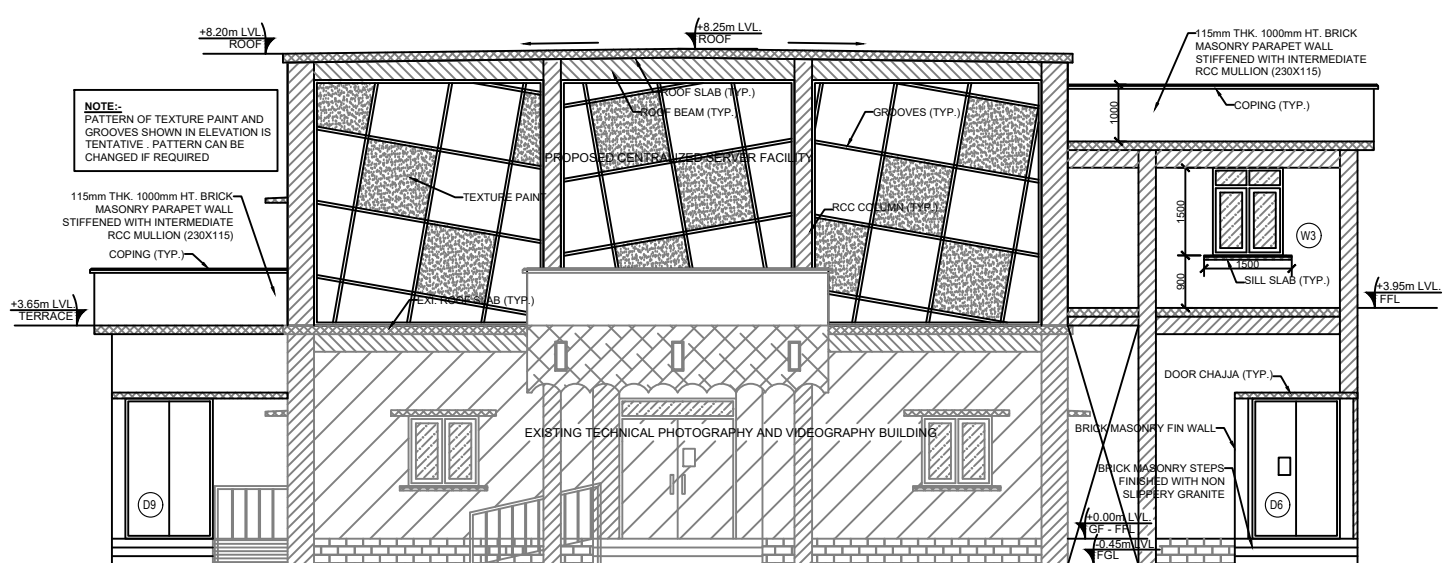 +8.20m LVL.
ROOF
+8.25m LVL.
ROOF
115mm THK. 1000mm HT. BRICK
MASONRY PARAPET WALL
STIFFENED WITH INTERMEDIATE
RCC MULLION (230X115)
NOTE:-
PATTERN OF TEXTURE PAINT AND
GROOVES SHOWN IN ELEVATION IS
TENTATIVE . PATTERN CAN BE
CHANGED IF REQUIRED
ROOF SLAB (TYP.)
ROOF BEAM (TYP.)
GROOVES (TYP.)
COPING (TYP.)
1000
PROPOSED CENTRALIZED SERVER FACILITY
TEXTURE PAINT
RCC COLUMN (TYP.)
115mm THK. 1000mm HT. BRICK
MASONRY PARAPET WALL
STIFFENED WITH INTERMEDIATE
RCC MULLION (230X115)
COPING (TYP.)
1500
W3
1500
900
SILL SLAB (TYP.)
+3.65m LVL.
TERRACE
EXI. ROOF SLAB (TYP.)
+3.95m LVL.
FFL
DOOR CHAJJA (TYP.)
EXISTING TECHNICAL PHOTOGRAPHY AND VIDEOGRAPHY BUILDING
BRICK MASONRY FIN WALL
BRICK MASONRY STEPS
FINISHED WITH NON
SLIPPERY GRANITE
D9
D6
+0.00m LVL.
GF - FFL
-0.45m LVL.
FGL